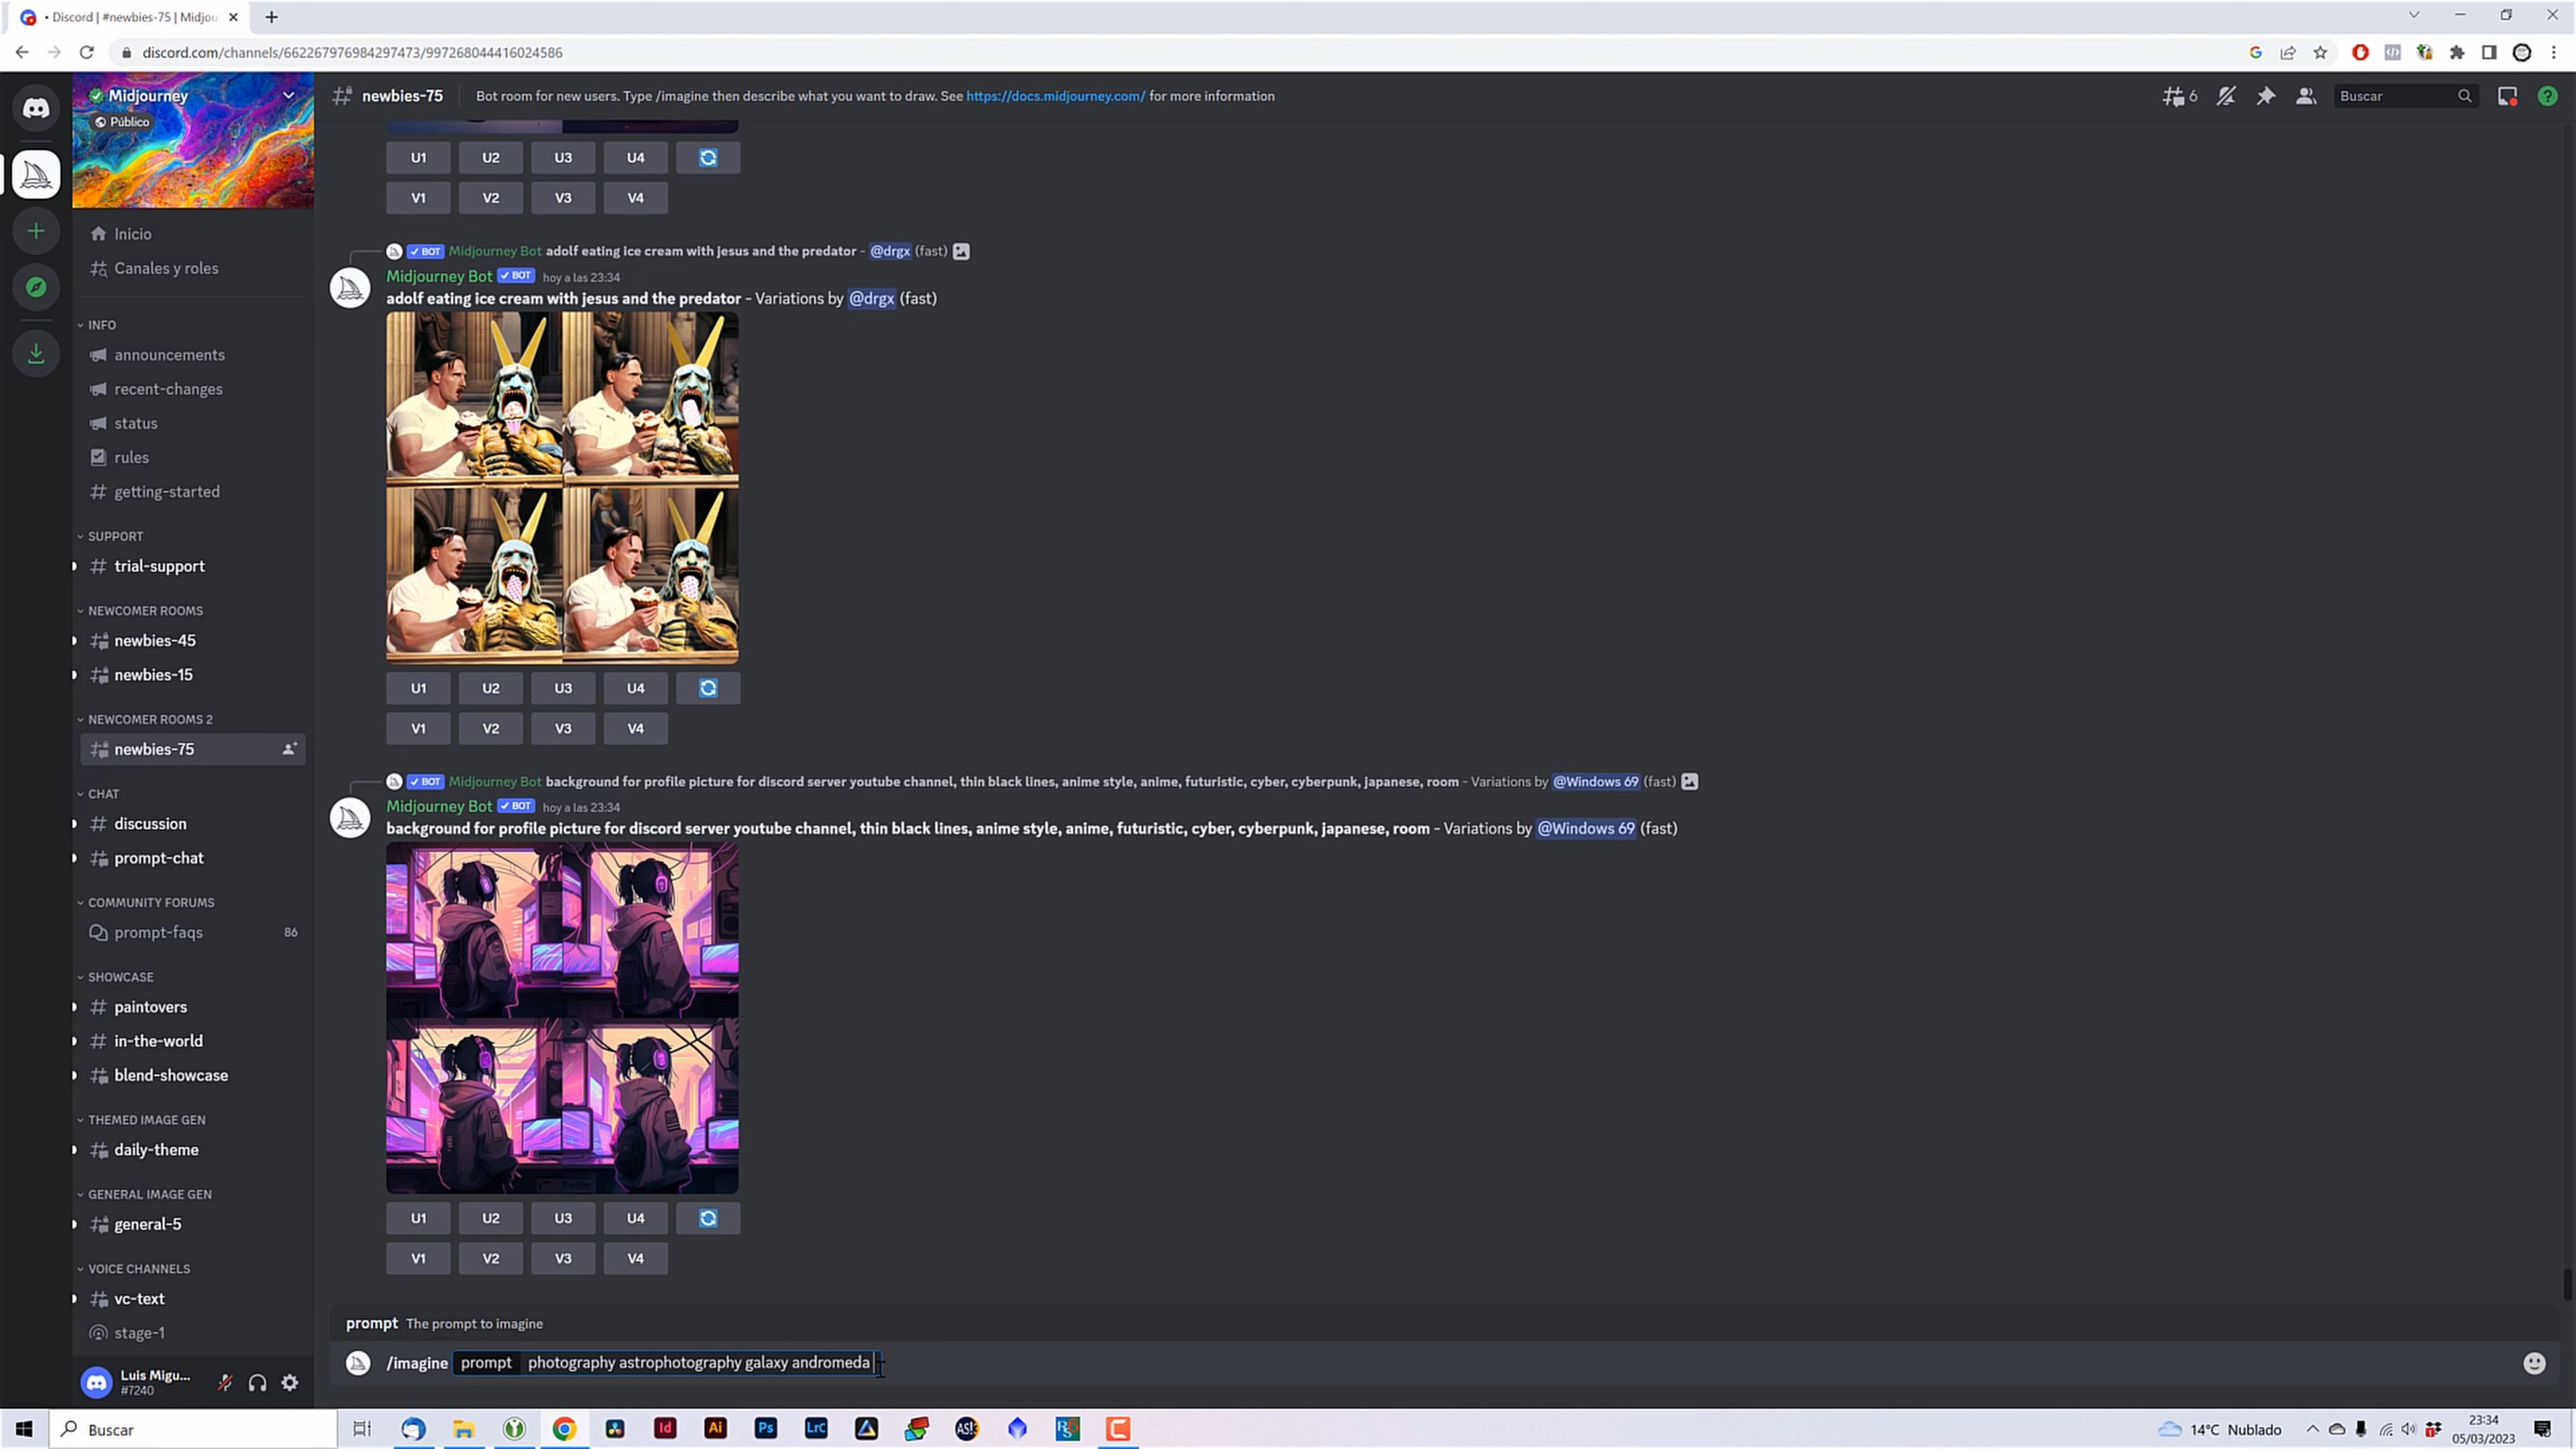 Discord | #newbies-75 | Midjou
discord.com/channels/662267976984297473/997268044416024586
Midjourney
Público
Inicio
Canales y roles
INFO
announcements
recent-changes
status
rules
getting-started
SUPPORT
trial-support
NEWCOMER ROOMS
newbies-45
newbies-15
NEWCOMER ROOMS 2
newbies-75
CHAT
discussion
prompt-chat
COMMUNITY FORUMS
prompt-faqs 86
SHOWCASE
paintovers
in-the-world
blend-showcase
THEMED IMAGE GEN
daily-theme
GENERAL IMAGE GEN
general-5
VOICE CHANNELS
vc-text
stage-1
Luis Migu...
#7240
newbies-75 Bot room for new users. Type /imagine then describe what you want to draw. See https://docs.midjourney.com/ for more information
6 Buscar
U1 U2 U3 U4
V1 V2 V3 V4
BOT Midjourney Bot adolf eating ice cream with jesus and the predator - @drgx (fast)
Midjourney Bot BOT hoy a las 23:34
adolf eating ice cream with jesus and the predator - Variations by @drgx (fast)
U1 U2 U3 U4
V1 V2 V3 V4
BOT Midjourney Bot background for profile picture for discord server youtube channel, thin black lines, anime style, anime, futuristic, cyber, cyberpunk, japanese, room - Variations by @Windows 69 (fast)
Midjourney Bot BOT hoy a las 23:34
background for profile picture for discord server youtube channel, thin black lines, anime style, anime, futuristic, cyber, cyberpunk, japanese, room - Variations by @Windows 69 (fast)
U1 U2 U3 U4
V1 V2 V3 V4
prompt The prompt to imagine
/imagine prompt photography astrophotography galaxy andromeda
Buscar
Id Ai Ps LrC AS!
14°C Nublado
23:34
05/03/2023